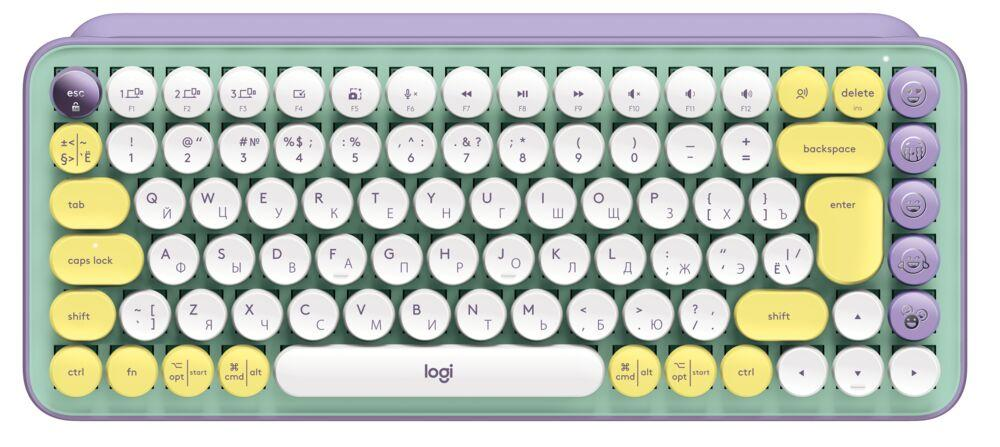 esc 1 2 3 delete
F1 F2 F3 F4 F5 F6 F7 F8 F9 F10 F11 F12 ins
±< ~ ! @ “ # № % $ ; : % , ^ : . & ? ; * ( ) _ + backspace
§> ` Ё 1 2 3 4 5 6 7 8 9 0 - =
tab Q W E R T Y U I O P { } enter
Й Ц У К Е Н Г Ш Щ З [ Х ] Ъ
caps lock A S D F G H J K L : “ | /
Ф Ы В А П Р О Л Д ; Ж ‘ Э Ё \
shift ~ [ Z X C V B N M < > ? , shift
` ] Я Ч С М И Т Ь , Б . Ю / .
ctrl fn ⌥ opt start ⌘ cmd alt logi ⌘ cmd alt ⌥ opt start ctrl